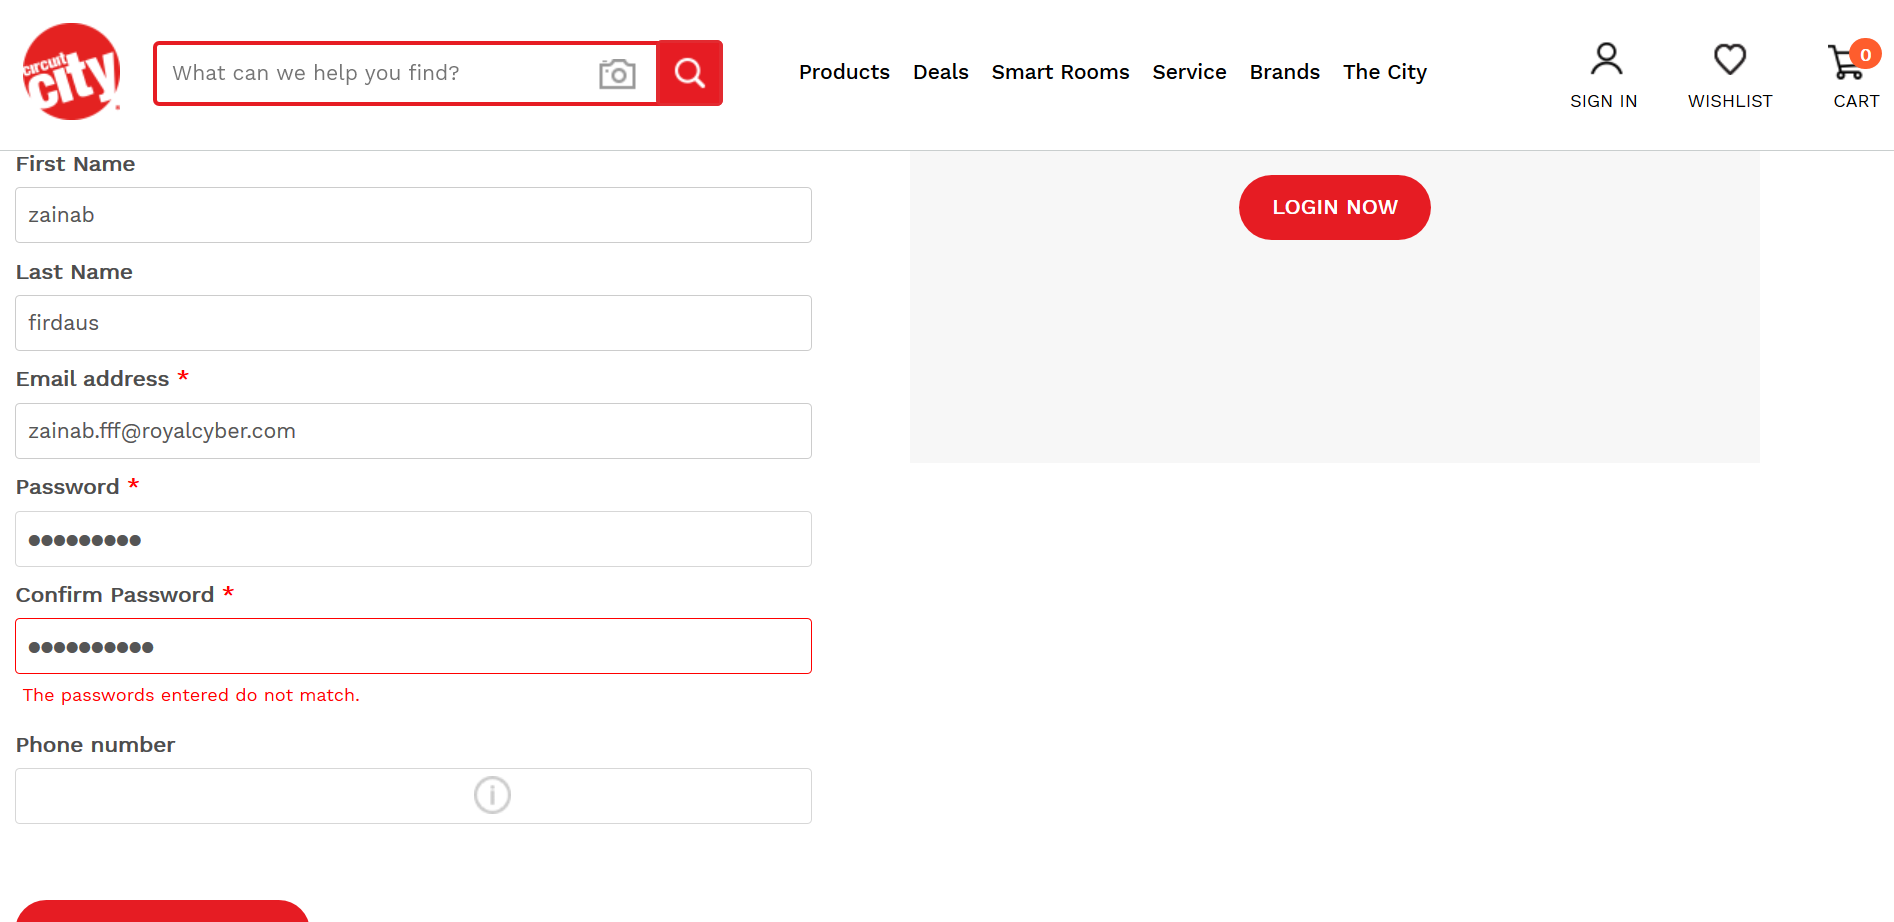 circuit
city
What can we help you find?
Products Deals Smart Rooms Service Brands The City
0
SIGN IN WISHLIST CART
First Name
zainab
LOGIN NOW
Last Name
firdaus
Email address *
zainab.fff@royalcyber.com
Password *
●●●●●●●●●
Confirm Password *
●●●●●●●●●●
The passwords entered do not match.
Phone number